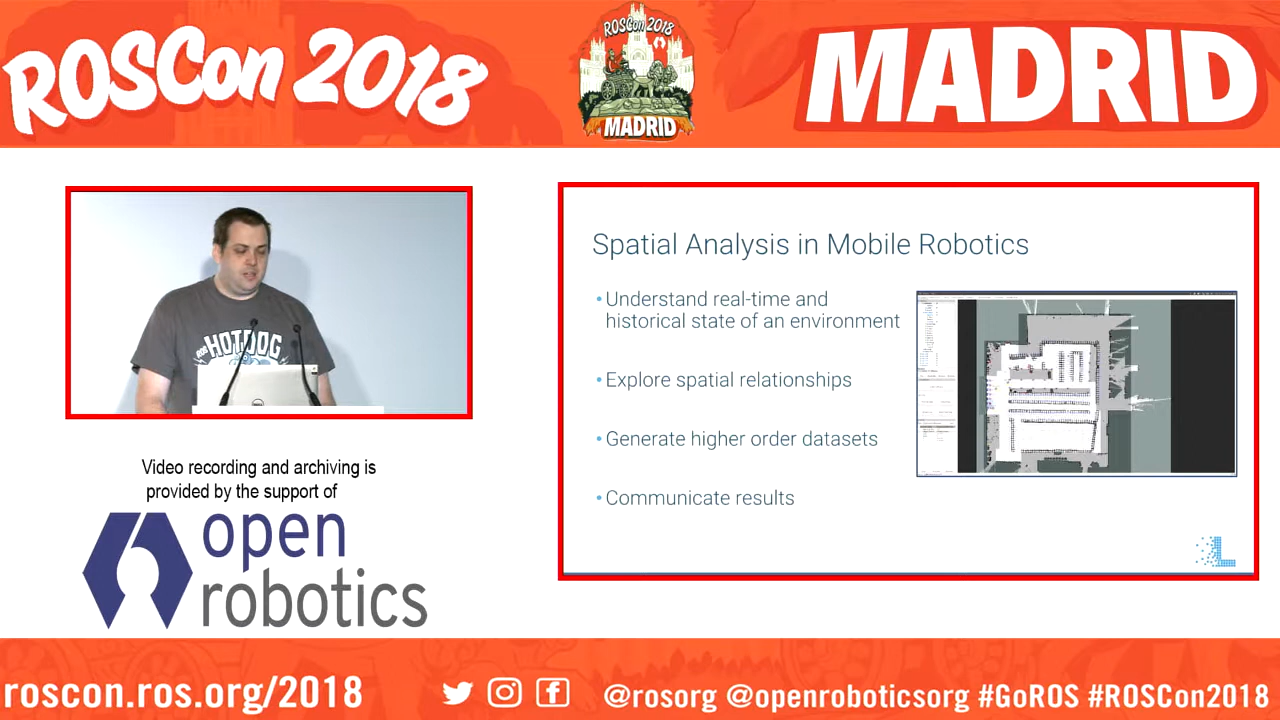 ROSCon 2018
ROSCon 2018
MADRID
MADRID
HOTDOG
DELL
Video recording and archiving is
provided by the support of
open
robotics
Spatial Analysis in Mobile Robotics
•Understand real-time and
historical state of an environment
•Explore spatial relationships
•Generate higher order datasets
•Communicate results
L
roscon.ros.org/2018
@rosorg @openroboticsorg #GoROS #ROSCon2018